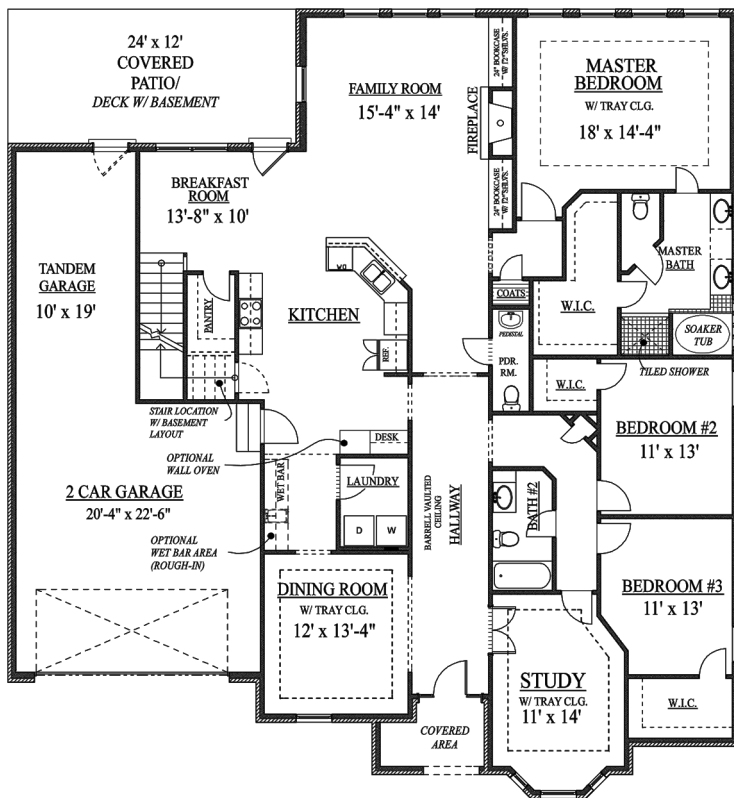 24' x 12'
COVERED
PATIO/
DECK W/ BASEMENT
FAMILY ROOM
15'-4" x 14'
24" BOOKCASE
W/ 12" SHLVS.
FIREPLACE
24" BOOKCASE
W/ 12" SHLVS.
MASTER
BEDROOM
W/ TRAY CLG.
18' x 14'-4"
BREAKFAST
ROOM
13'-8" x 10'
TANDEM
GARAGE
10' x 19'
PANTRY
KITCHEN
REF.
COATS
PEDESTAL
PDR.
RM.
W.I.C.
MASTER
BATH
SOAKER
TUB
TILED SHOWER
W.I.C.
BEDROOM #2
11' x 13'
STAIR LOCATION
W/ BASEMENT
LAYOUT
OPTIONAL
WALL OVEN
DESK
2 CAR GARAGE
20'-4" x 22'-6"
WET BAR
LAUNDRY
D
W
BARRELL VAULTED
CEILING
HALLWAY
BATH #2
OPTIONAL
WET BAR AREA
(ROUGH-IN)
DINING ROOM
W/ TRAY CLG.
12' x 13'-4"
BEDROOM #3
11' x 13'
STUDY
W/ TRAY CLG.
11' x 14'
W.I.C.
COVERED
AREA